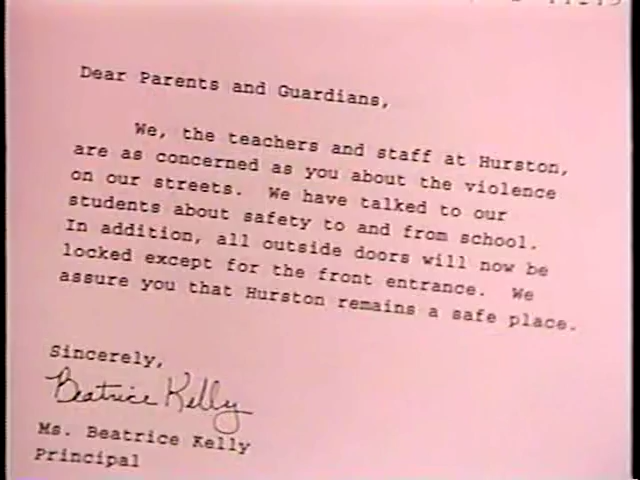 Dear Parents and Guardians,
We, the teachers and staff at Hurston,
are as concerned as you about the violence
on our streets. We have talked to our
students about safety to and from school.
In addition, all outside doors will now be
locked except for the front entrance. We
assure you that Hurston remains a safe place.
Sincerely,
Beatrice Kelly
Ms. Beatrice Kelly
Principal